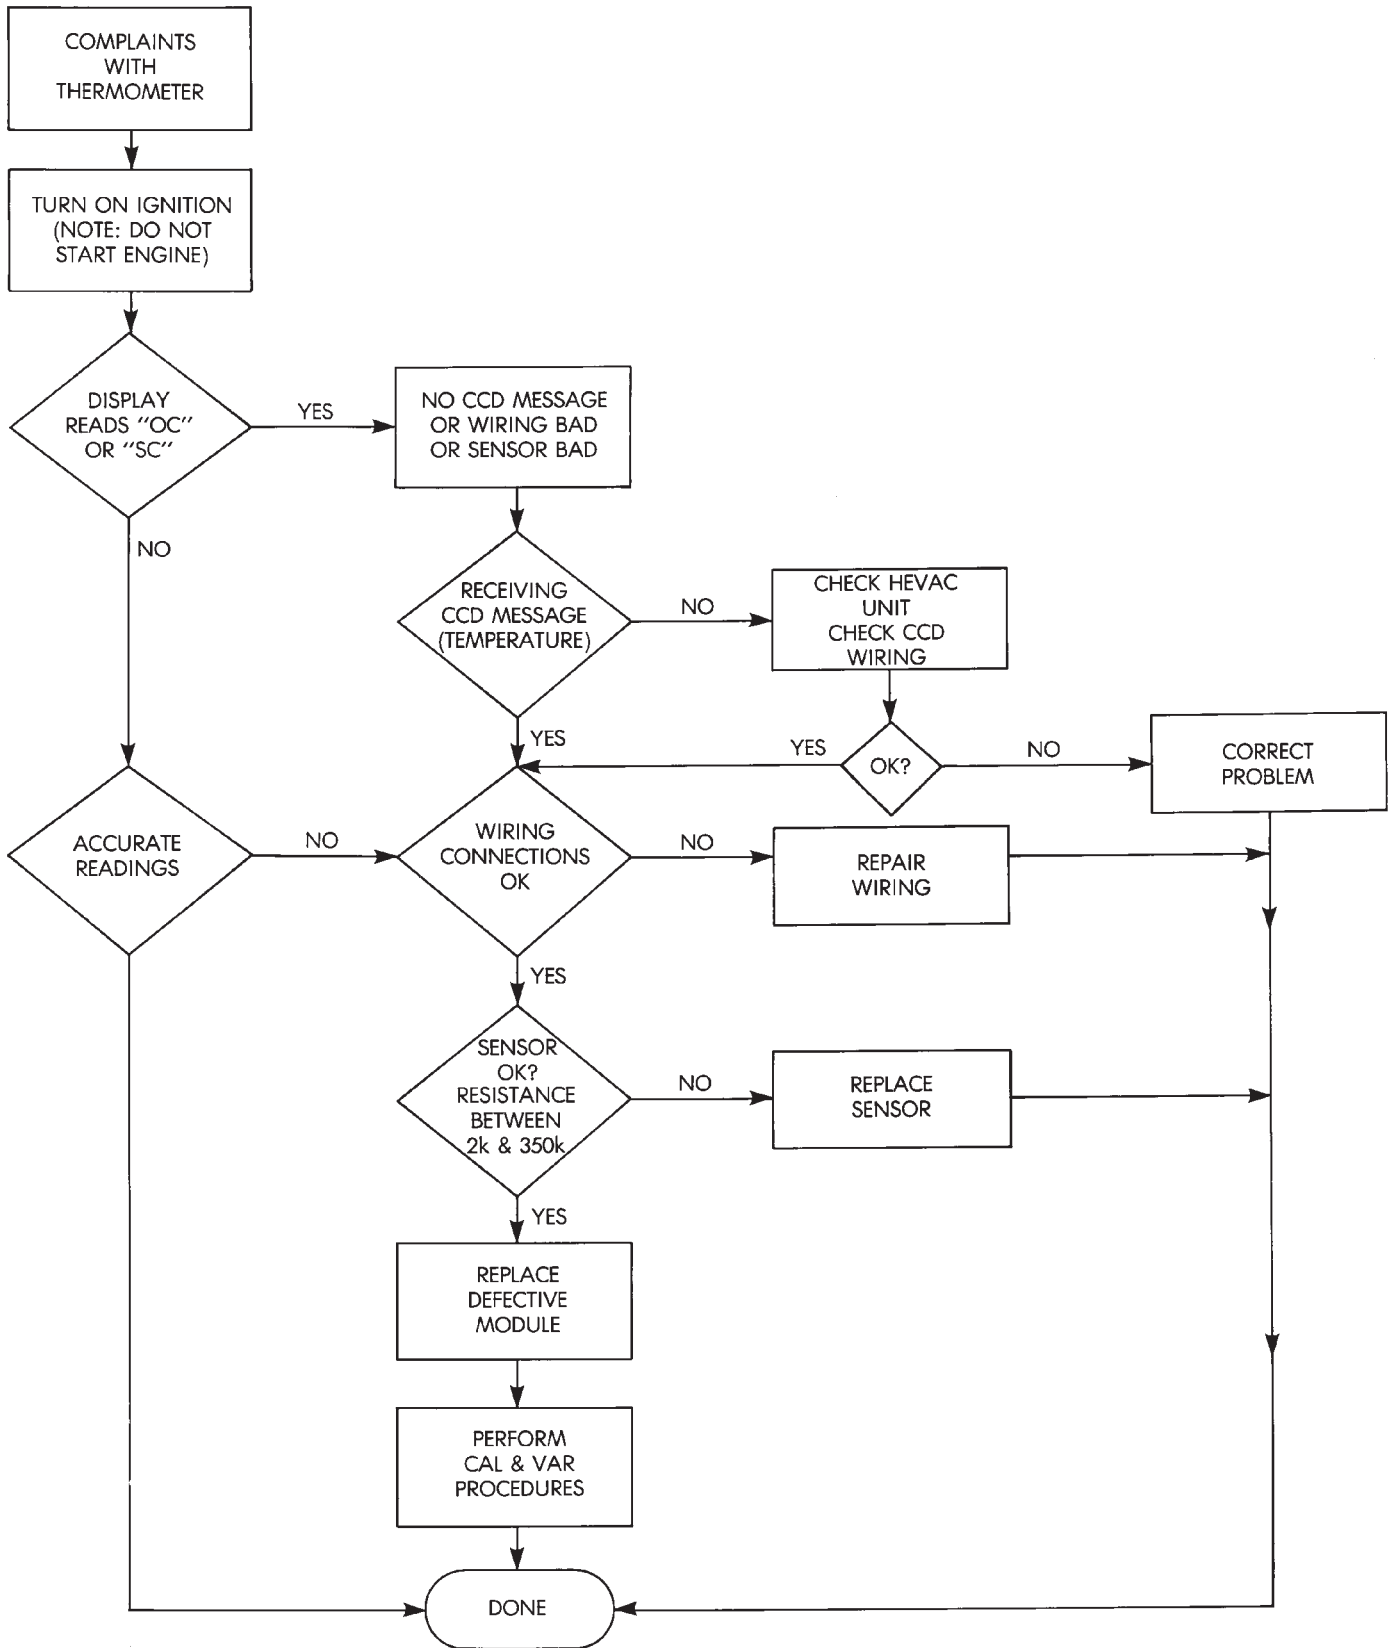 COMPLAINTS
WITH
THERMOMETER
TURN ON IGNITION
(NOTE: DO NOT
START ENGINE)
DISPLAY
READS "OC"
OR "SC"
YES
NO CCD MESSAGE
OR WIRING BAD
OR SENSOR BAD
NO
RECEIVING
CCD MESSAGE
(TEMPERATURE)
NO
CHECK HEVAC
UNIT
CHECK CCD
WIRING
YES
YES
OK?
NO
CORRECT
PROBLEM
ACCURATE
READINGS
NO
WIRING
CONNECTIONS
OK
NO
REPAIR
WIRING
YES
SENSOR
OK?
RESISTANCE
BETWEEN
2k & 350k
NO
REPLACE
SENSOR
YES
REPLACE
DEFECTIVE
MODULE
PERFORM
CAL & VAR
PROCEDURES
DONE